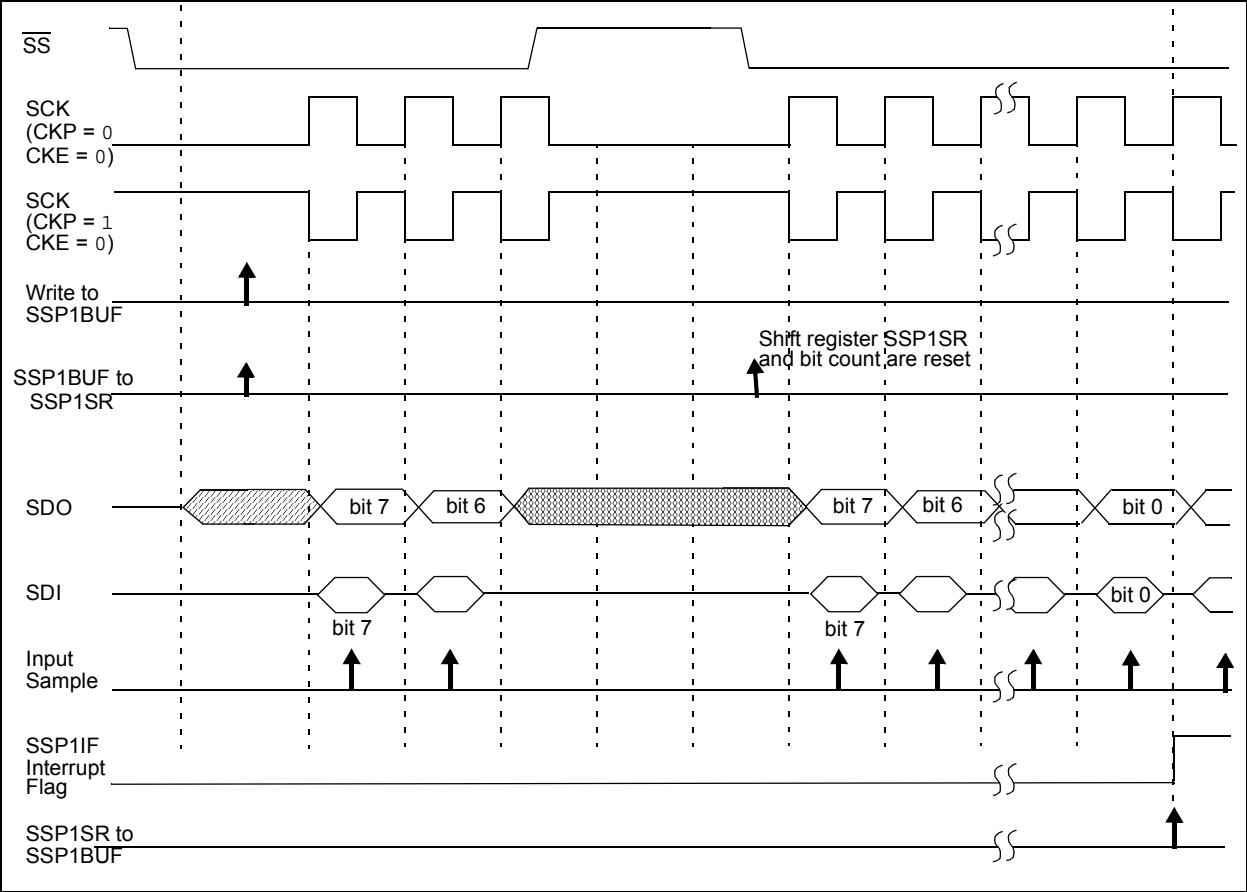 SS
SCK
(CKP = 0
CKE = 0)
SCK
(CKP = 1
CKE = 0)
Write to
SSP1BUF
Shift register SSP1SR
and bit count are reset
SSP1BUF to
SSP1SR
SDO
bit 7
bit 6
bit 7
bit 6
bit 0
SDI
bit 0
bit 7
bit 7
Input
Sample
SSP1IF
Interrupt
Flag
SSP1SR to
SSP1BUF